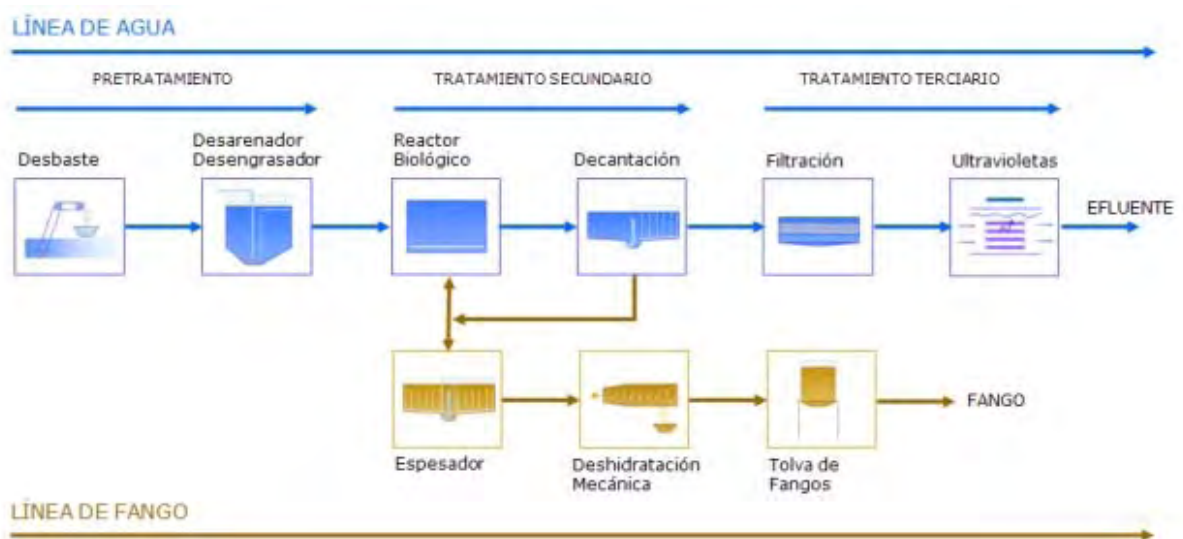 LÍNEA DE AGUA
PRETRATAMIENTO
TRATAMIENTO SECUNDARIO
TRATAMIENTO TERCIARIO
Desbaste
Desarenador
Desengrasador
Reactor
Biológico
Decantación
Filtración
Ultravioletas
EFLUENTE
Espesador
Deshidratación
Mecánica
Tolva de
Fangos
FANGO
LÍNEA DE FANGO